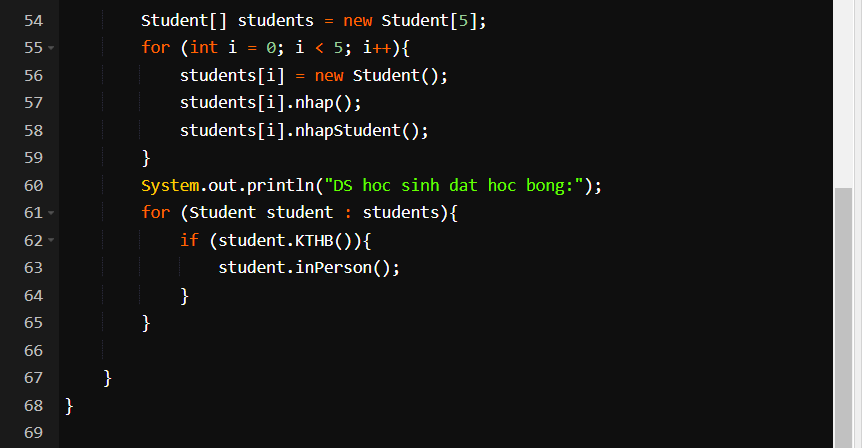 54 Student[] students = new Student[5];
55 for (int i = 0; i < 5; i++){
56 students[i] = new Student();
57 students[i].nhap();
58 students[i].nhapStudent();
59 }
60 System.out.println("DS hoc sinh dat hoc bong:");
61 for (Student student : students){
62 if (student.KTHB()){
63 student.inPerson();
64 }
65 }
66
67 }
68 }
69